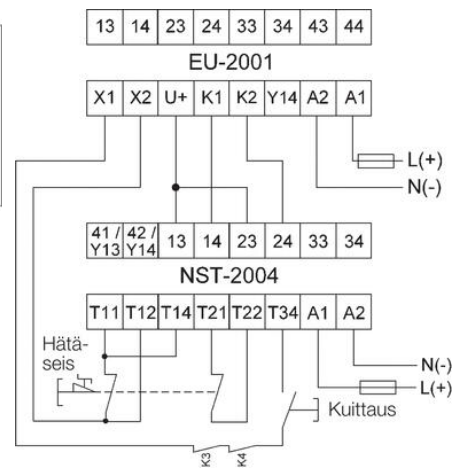 13 14 23 24 33 34 43 44
EU-2001
X1 X2 U+ K1 K2 Y14 A2 A1
L(+)
N(-)
41 / Y13 42 / Y14 13 14 23 24 33 34
NST-2004
T11 T12 T14 T21 T22 T34 A1 A2
Hätä-
seis
N(-)
L(+)
Kuittaus
K3 K4